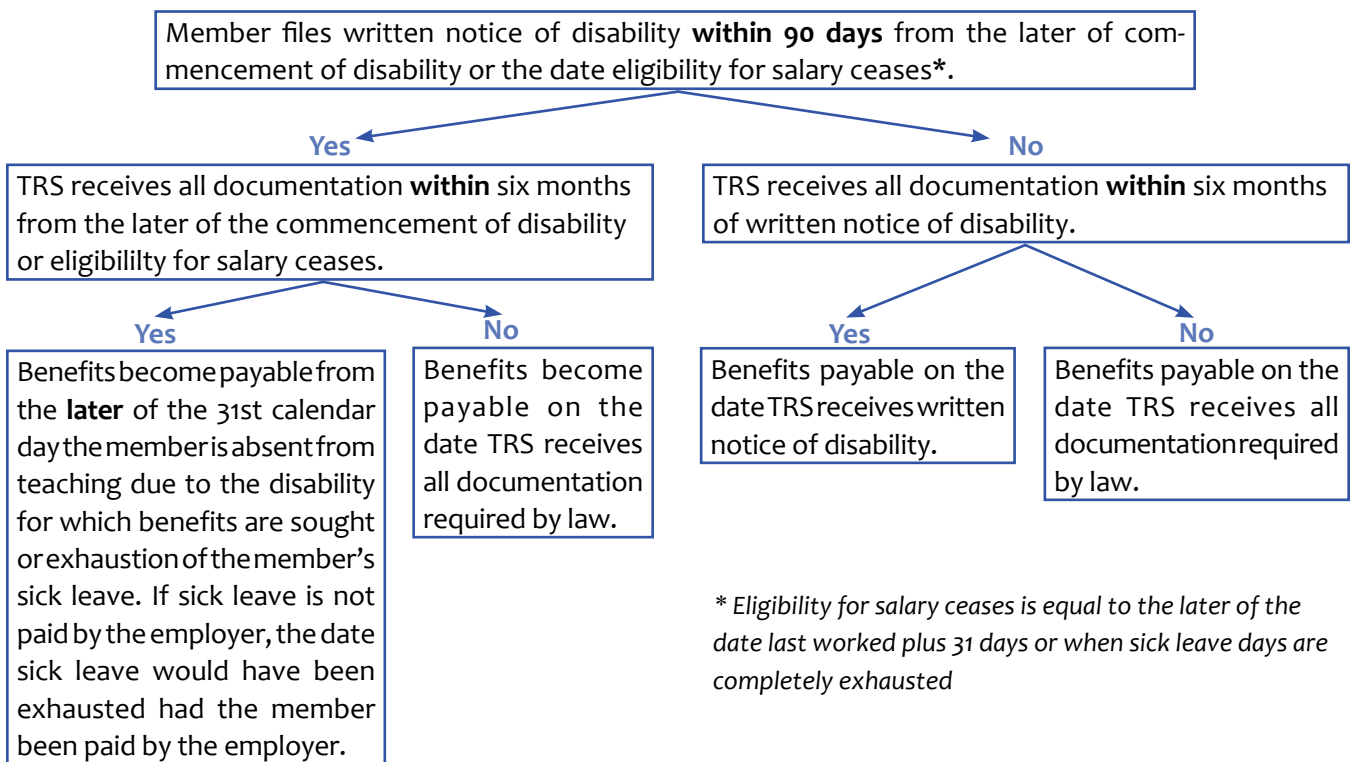 Member files written notice of disability within 90 days from the later of com-
mencement of disability or the date eligibility for salary ceases*.
Yes
No
TRS receives all documentation within six months
from the later of the commencement of disability
or eligibililty for salary ceases.
TRS receives all documentation within six months
of written notice of disability.
Yes
No
Yes
No
Benefits become payable from
the later of the 31st calendar
day the member is absent from
teaching due to the disability
for which benefits are sought
or exhaustion of the member's
sick leave. If sick leave is not
paid by the employer, the date
sick leave would have been
exhausted had the member
been paid by the employer.
Benefits become
payable on the
date TRS receives
all documentation
required by law.
Benefits payable on the
date TRS receives written
notice of disability.
Benefits payable on the
date TRS receives all
documentation required
by law.
* Eligibility for salary ceases is equal to the later of the
date last worked plus 31 days or when sick leave days are
completely exhausted